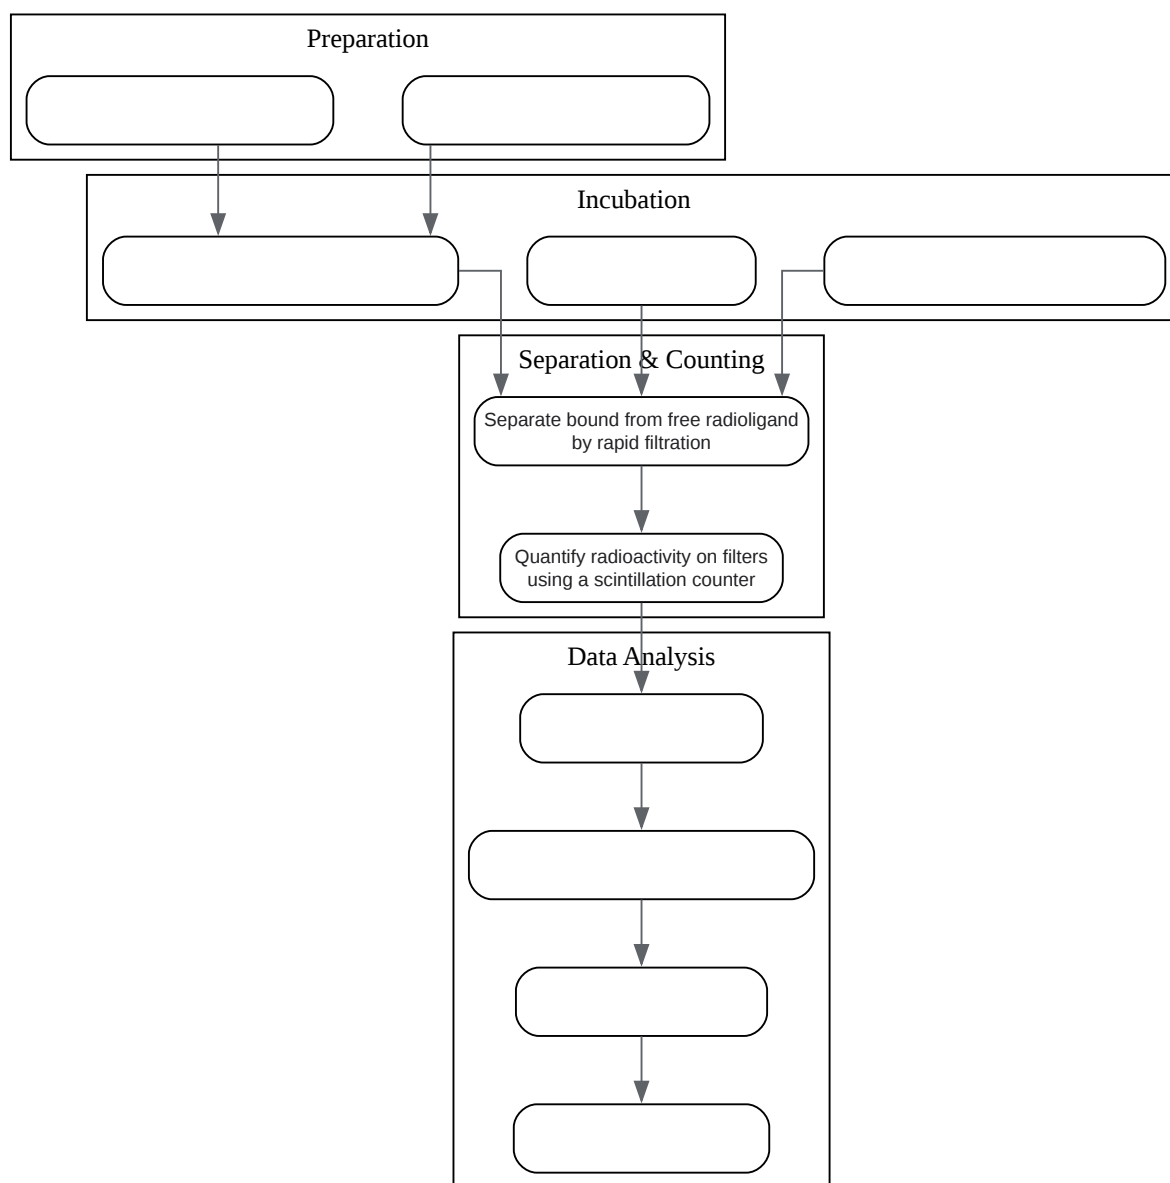 Preparation
Incubation
Separation & Counting
Separate bound from free radioligand
by rapid filtration
Quantify radioactivity on filters
using a scintillation counter
Data Analysis